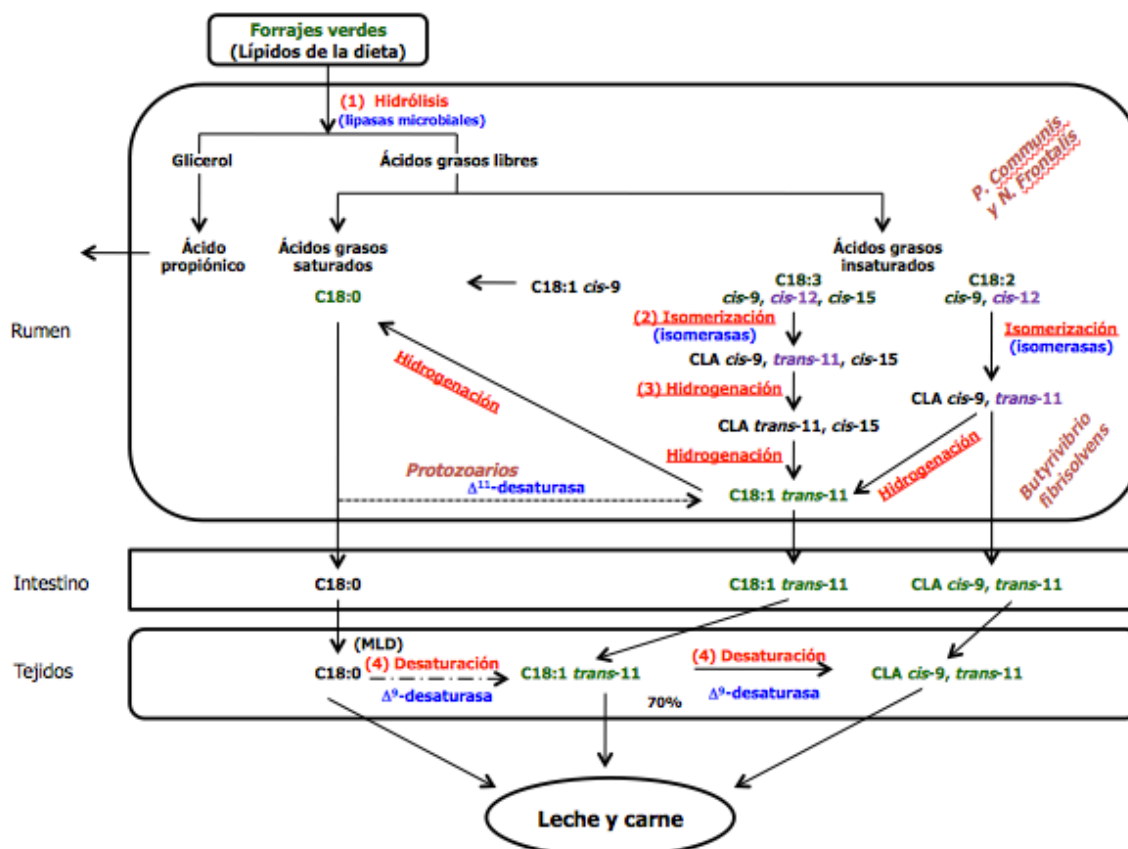 Forrajes verdes
(Lípidos de la dieta)
(1) Hidrólisis
(lipasas microbiales)
Glicerol
Ácidos grasos libres
P. Communis
y N. Frontalis
Ácido
propiónico
Ácidos grasos
saturados
C18:0
C18:1 cis-9
Ácidos grasos
insaturados
C18:3
cis-9, cis-12, cis-15
C18:2
cis-9, cis-12
Rumen
(2) Isomerización
(isomerasas)
Isomerización
(isomerasas)
CLA cis-9, trans-11, cis-15
Hidrogenación
(3) Hidrogenación
CLA cis-9, trans-11
CLA trans-11, cis-15
Hidrogenación
Hidrogenación
Butyrivibrio
fibrisolvens
Protozoarios
Δ11-desaturasa
C18:1 trans-11
Intestino
C18:0
C18:1 trans-11
CLA cis-9, trans-11
Tejidos
(MLD)
C18:0
(4) Desaturación
Δ9-desaturasa
C18:1 trans-11
(4) Desaturación
70%
Δ9-desaturasa
CLA cis-9, trans-11
Leche y carne